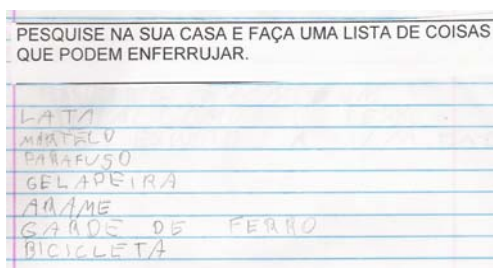 PESQUISE NA SUA CASA E FAÇA UMA LISTA DE COISAS
QUE PODEM ENFERRUJAR.
LATA
MARTELO
PARAFUSO
GELADEIRA
ARAME
GARDE DE FERRO
BICICLETA